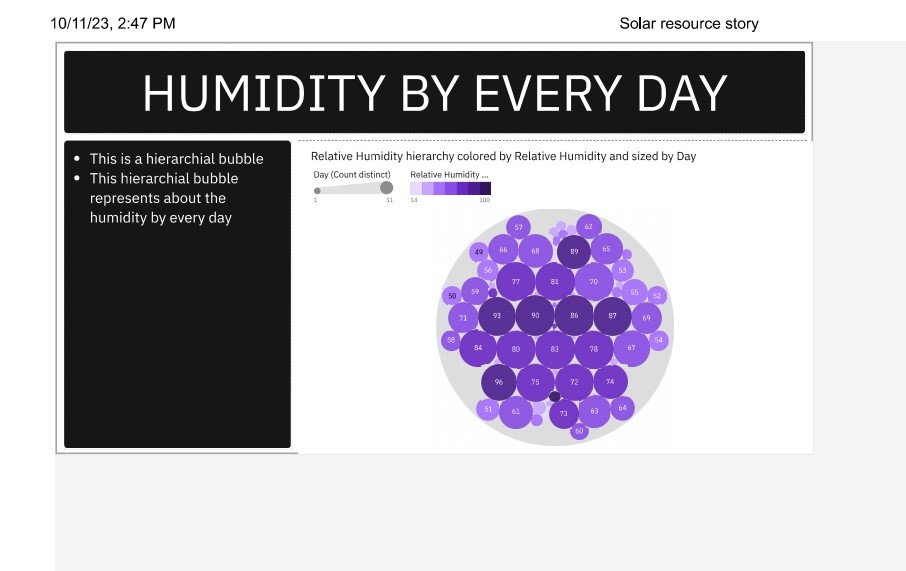 10/11/23, 2:47 PM
Solar resource story
HUMIDITY BY EVERY DAY
This is a hierarchial bubble
This hierarchial bubble
represents about the
humidity by every day
Relative Humidity hierarchy colored by Relative Humidity and sized by Day
Day (Count distinct)
Relative Humidity ...
1 31
14 100
57 62
49 66 68 89 65
56 77 81 70 53
50 59 55 52
71 93 90 86 87 69
58 84 80 83 78 67 54
96 75 72 74
51 61 73 63 64
60